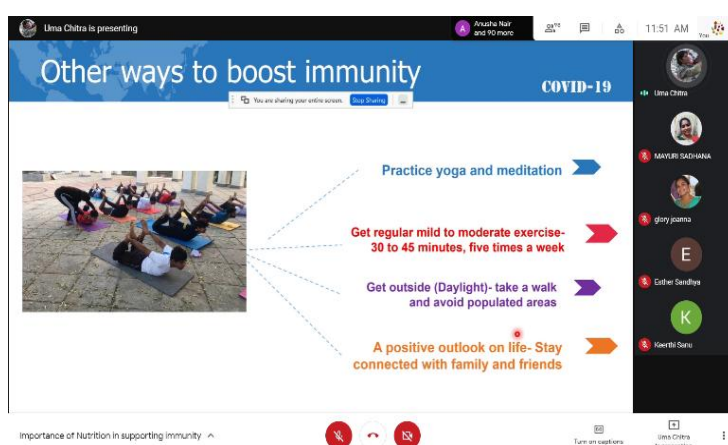 Uma Chitra is presenting
A
Anusha Nair
and 90 more
11:51 AM
You
Other ways to boost immunity
COVID-19
You are sharing your entire screen.
Stop Sharing
Practice yoga and meditation
Get regular mild to moderate exercise-
30 to 45 minutes, five times a week
Get outside (Daylight)- take a walk
and avoid populated areas
A positive outlook on life- Stay
connected with family and friends
Uma Chitra
MAYURI SADHANA
glory joanna
E
Esther Sandhya
K
Keerthi Sanu
Importance of Nutrition in supporting immunity
Turn on captions
Uma Chitra